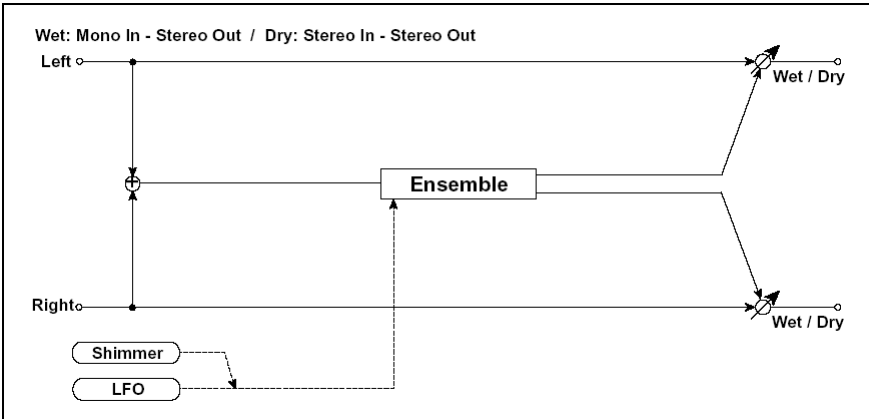 Wet: Mono In - Stereo Out / Dry: Stereo In - Stereo Out
Left
Wet / Dry
+
Ensemble
Right
Wet / Dry
Shimmer
LFO